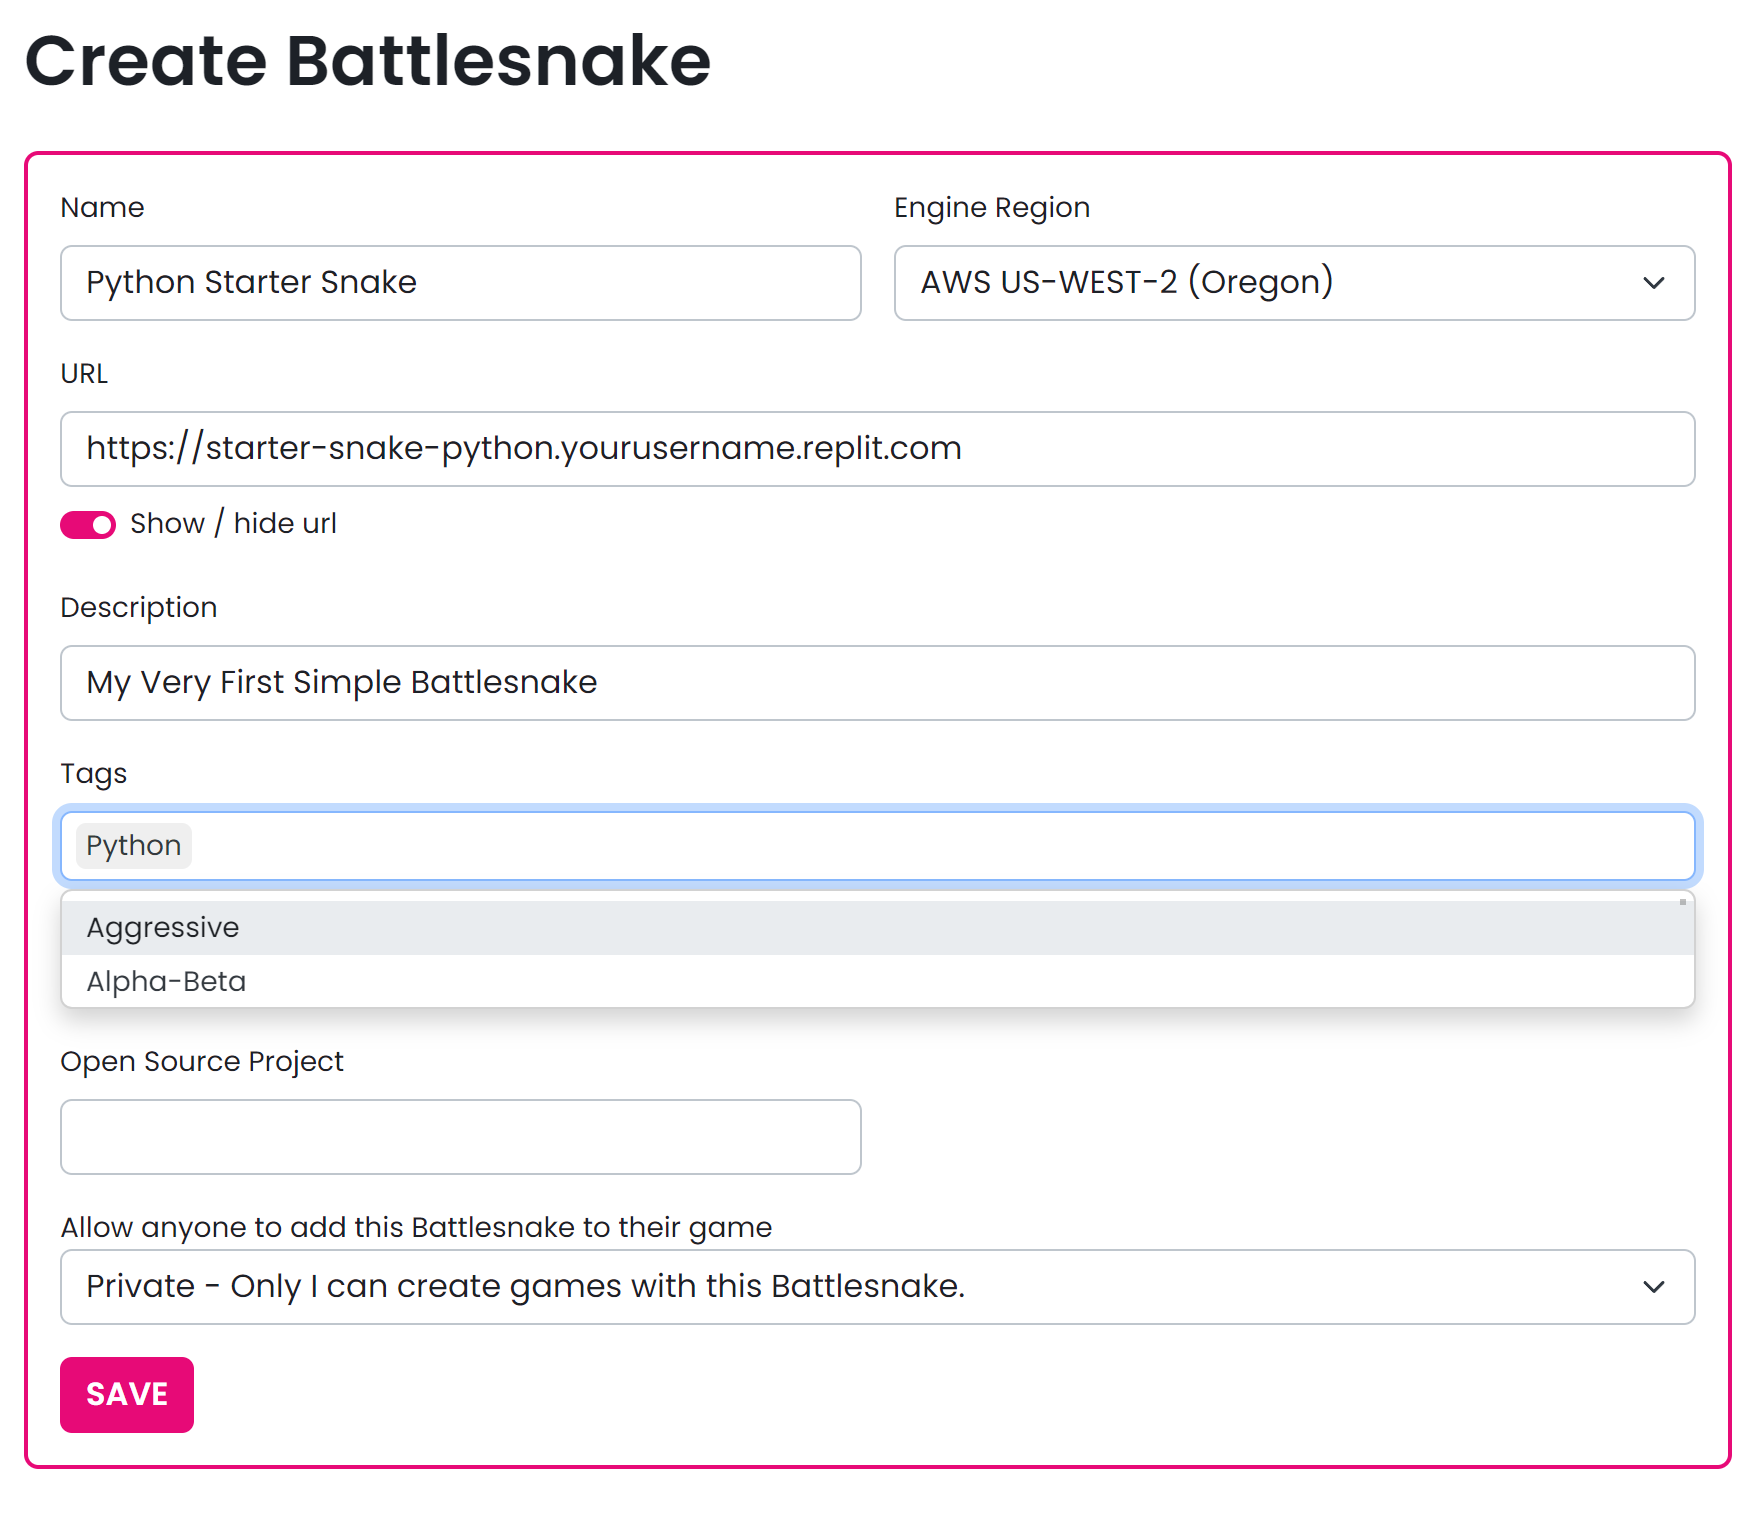 Create Battlesnake
Name
Python Starter Snake
Engine Region
AWS US-WEST-2 (Oregon)
URL
https://starter-snake-python.yourusername.replit.com
Show / hide url
Description
My Very First Simple Battlesnake
Tags
Python
Aggressive
Alpha-Beta
Open Source Project
Allow anyone to add this Battlesnake to their game
Private - Only I can create games with this Battlesnake.
SAVE